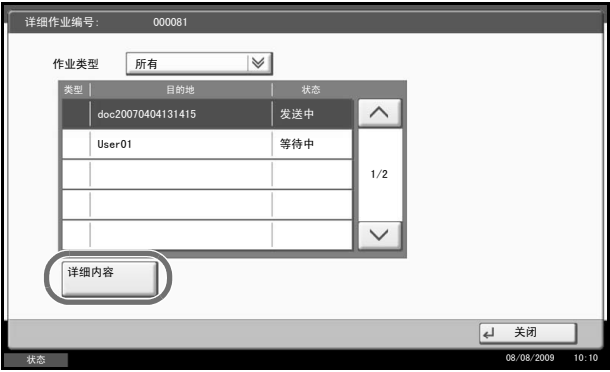 详细作业编号: 000081
作业类型 所有
类型 目的地 状态
doc20070404131415 发送中
User01 等待中
1/2
详细内容
关闭
状态 08/08/2009 10:10